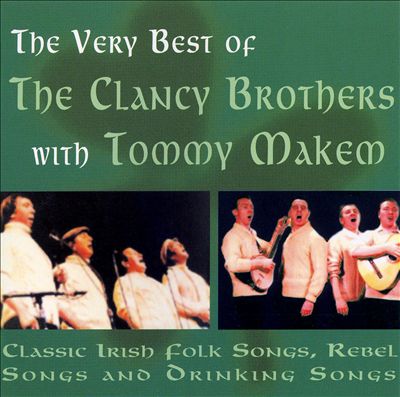 The Very Best of
The Clancy Brothers
with Tommy Makem
Classic Irish Folk Songs, Rebel
Songs and Drinking Songs